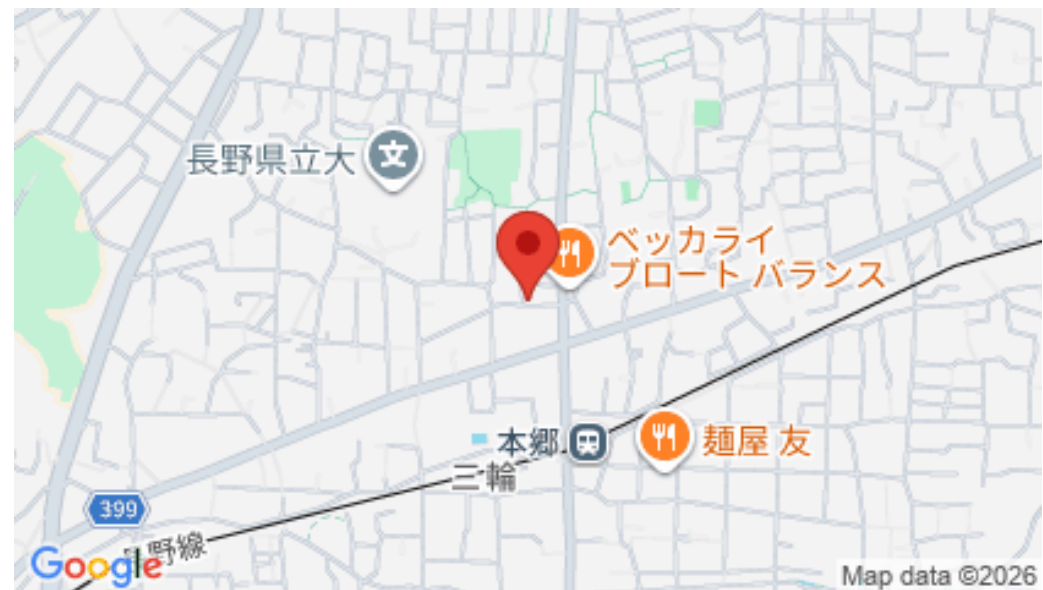 長野県立大
文
ベッカライ
ブロート バランス
本郷
麺屋 友
三輪
399
野線
Google
Map data ©2026